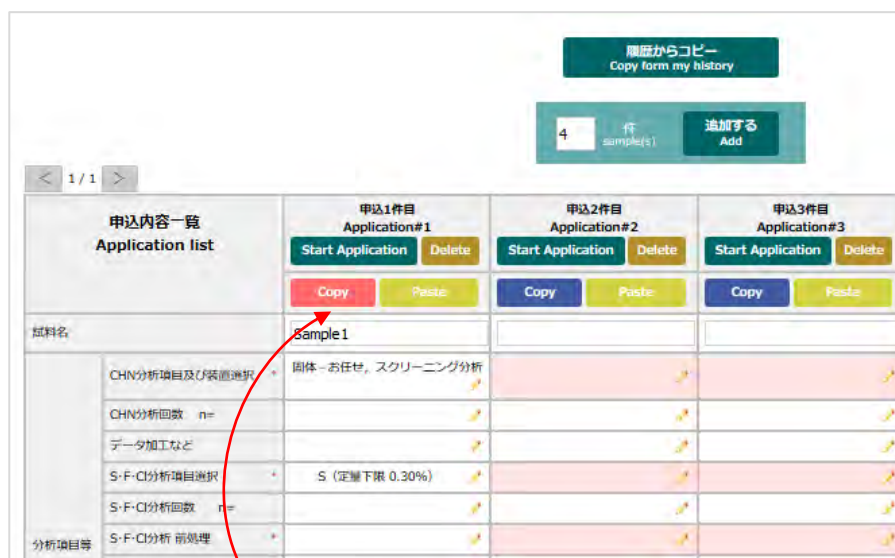 履歴からコピー
Copy form my history
4 件 sample(s) 追加する Add
< 1 / 1 >
申込内容一覧
Application list
申込1件目 申込2件目 申込3件目
Application#1 Application#2 Application#3
Start Application Delete Start Application Delete Start Application Delete
Copy Paste Copy Paste Copy Paste
試料名 Sample1
CHN分析項目及び装置選択 * 固体－お任せ，スクリーニング分析
CHN分析回数 n=
データ加工など
S・F・Cl分析項目選択 * S（定量下限 0.30%）
S・F・Cl分析回数 n=
分析項目等 S・F・Cl分析 前処理 *